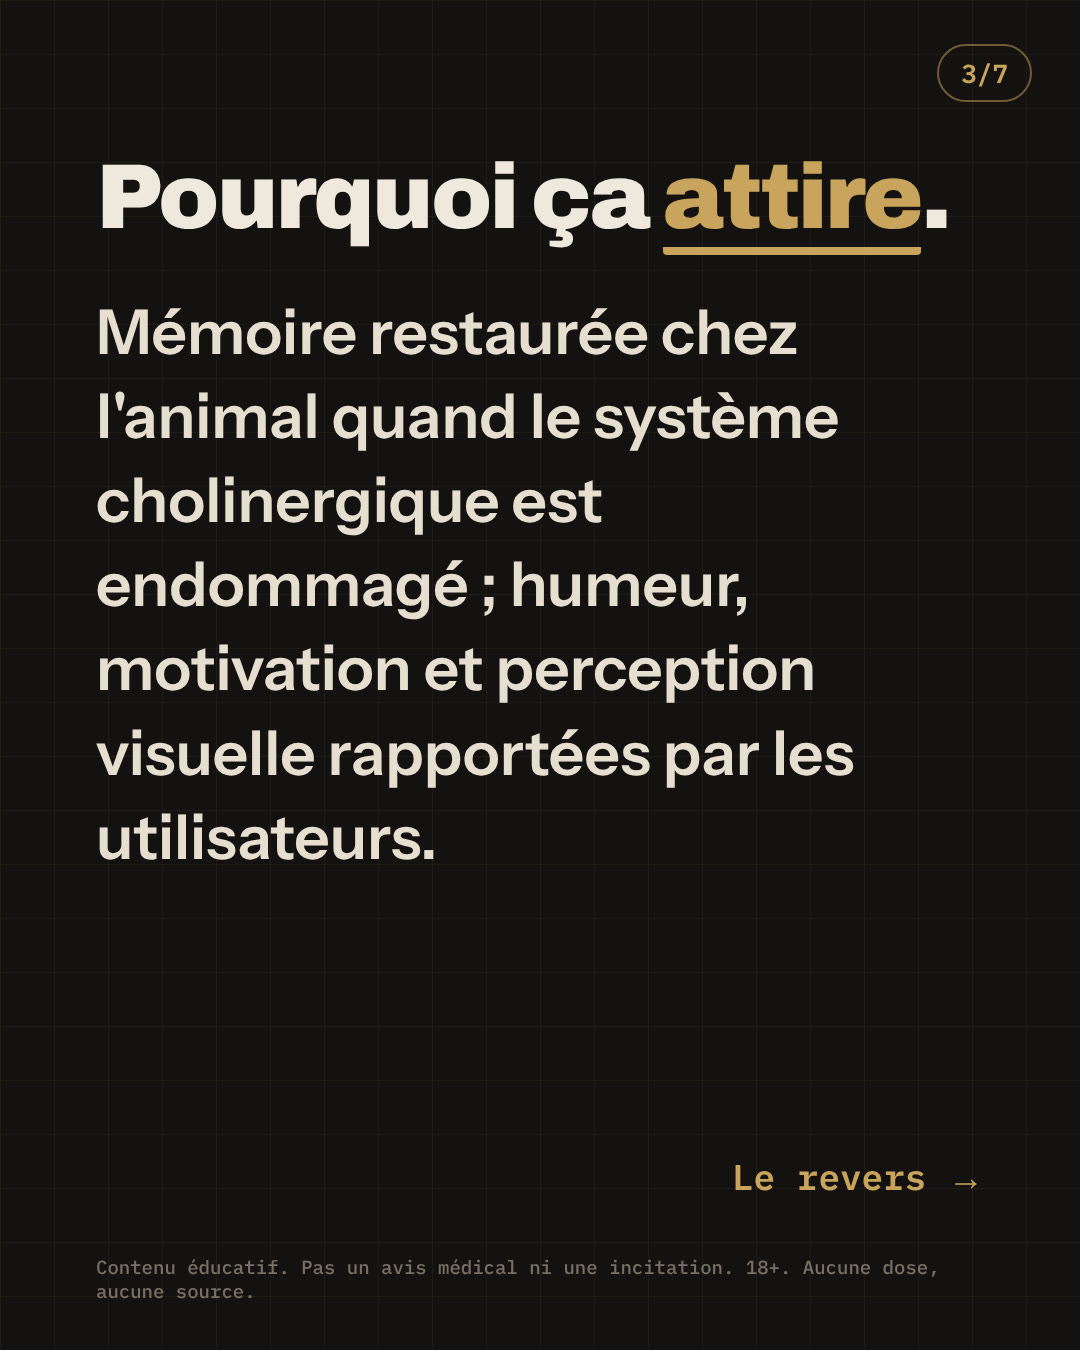 3/7
Pourquoi ça attire.
Mémoire restaurée chez
l'animal quand le système
cholinergique est
endommagé ; humeur,
motivation et perception
visuelle rapportées par les
utilisateurs.
Le revers →
Contenu éducatif. Pas un avis médical ni une incitation. 18+. Aucune dose,
aucune source.